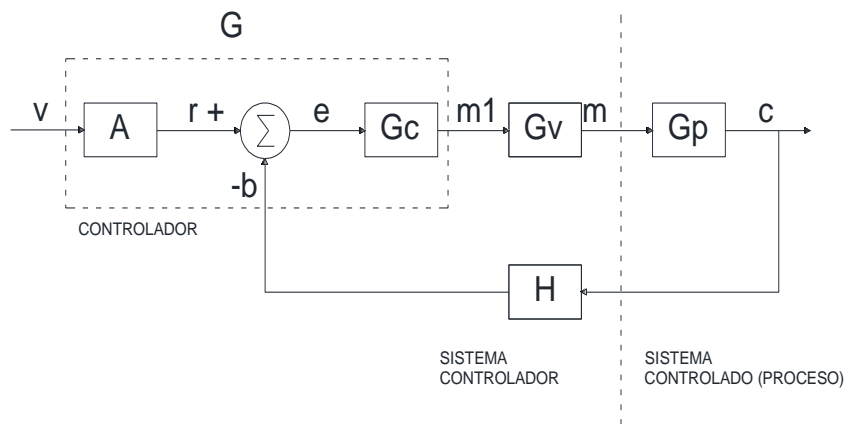 G
v
A
r +
Σ
e
Gc
m1
Gv
m
Gp
c
-b
CONTROLADOR
H
SISTEMA
CONTROLADOR
SISTEMA
CONTROLADO (PROCESO)